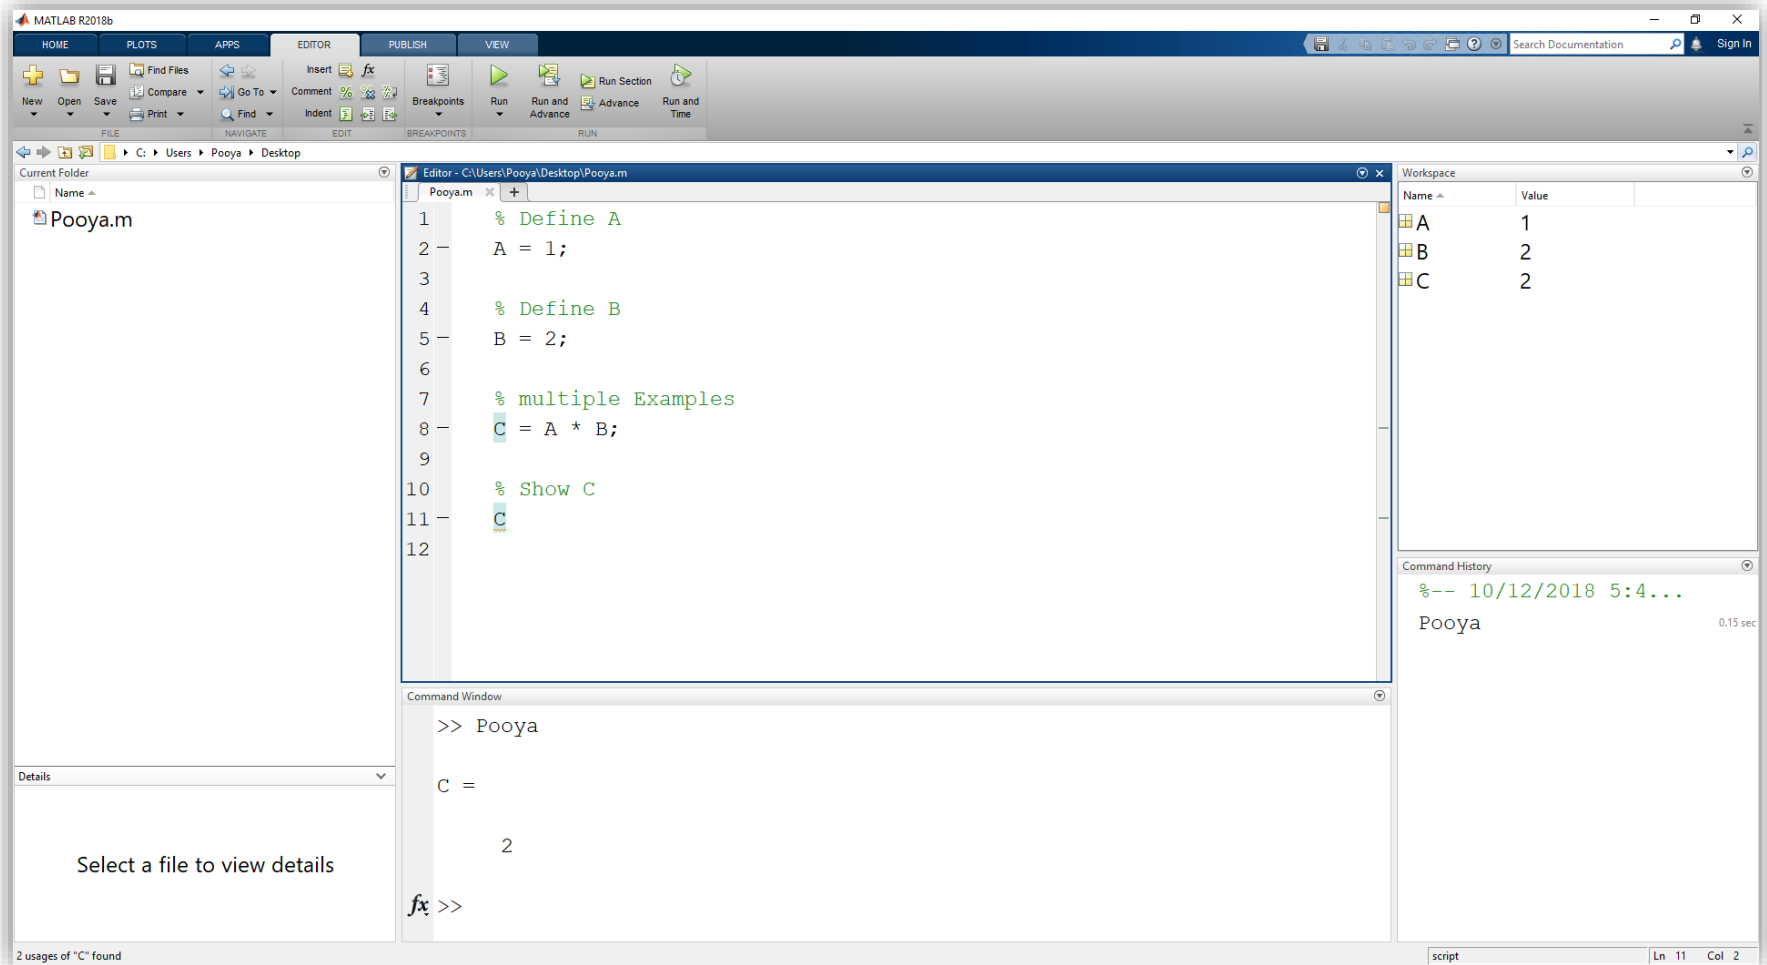 MATLAB R2018b
HOME PLOTS APPS EDITOR PUBLISH VIEW
Search Documentation
Sign In
New
Open
Save
Find Files
Compare
Print
FILE
Go To
Find
NAVIGATE
Insert fx
Comment
Indent
EDIT
Breakpoints
BREAKPOINTS
Run
Run and
Advance
Run Section
Advance
Run and
Time
RUN
C: Users Pooya Desktop
Current Folder
Name
Pooya.m
Details
Select a file to view details
Editor - C:\Users\Pooya\Desktop\Pooya.m
Pooya.m
1 % Define A
2 – A = 1;
3
4 % Define B
5 – B = 2;
6
7 % multiple Examples
8 – C = A * B;
9
10 % Show C
11 – C
12
Command Window
>> Pooya
C =
2
fx >>
Workspace
Name Value
A 1
B 2
C 2
Command History
%-- 10/12/2018 5:4...
Pooya 0.15 sec
2 usages of "C" found
script
Ln 11 Col 2